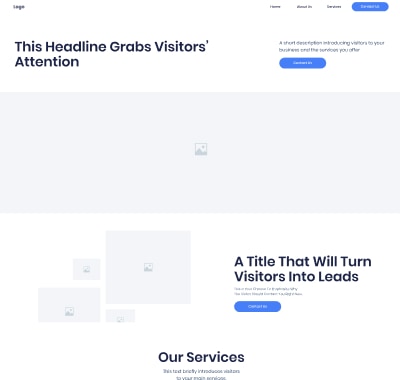 Logo
Home
About Us
Services
Contact Us
This Headline Grabs Visitors'
Attention
A short description introducing visitors to your
business and the services you offer
Contact Us
A Title That Will Turn
Visitors Into Leads
Contact Us
Our Services
This text briefly introduces visitors
to your main services.